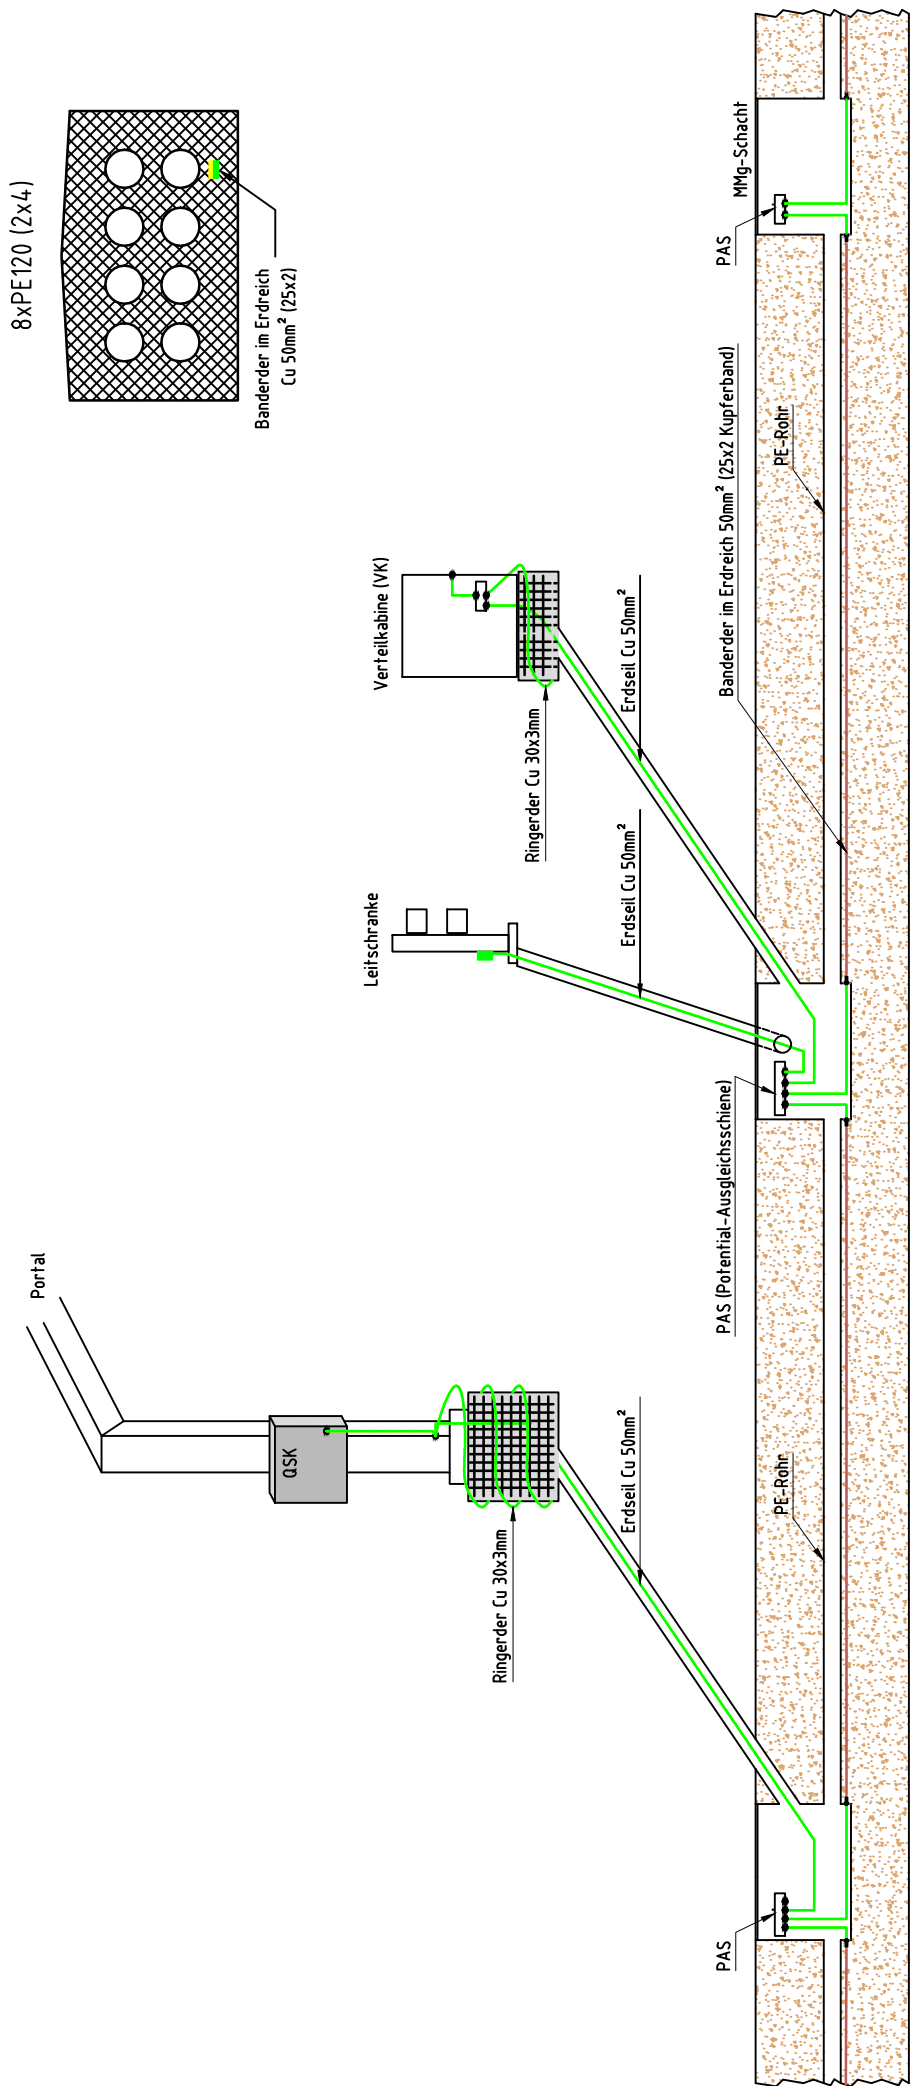 8xPE120 (2x4)
Banderder im Erdreich
Cu 50mm² (25x2)
Portal
QSK
Ringerder Cu 30x3mm
Erdseil Cu 50mm²
PE-Rohr
PAS
Leitschranke
Erdseil Cu 50mm²
PAS (Potential-Ausgleichsschiene)
Verteilkabine (VK)
Ringerder Cu 30x3mm
Erdseil Cu 50mm²
Banderder im Erdreich 50mm² (25x2 Kupferband)
PE-Rohr
MMg-Schacht
PAS